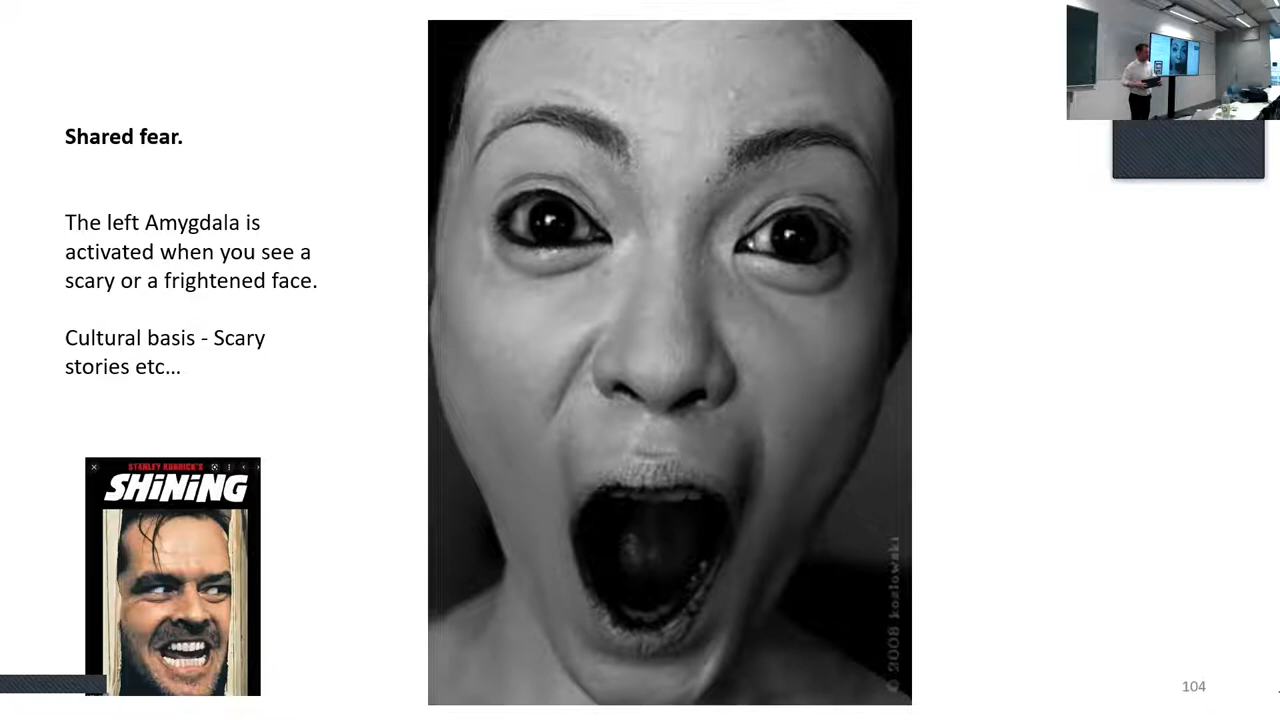 Shared fear.
The left Amygdala is
activated when you see a
scary or a frightened face.
Cultural basis - Scary
stories etc…
STANLEY KUBRICK'S
SHiNiNG
© 2008 kozlowski
104